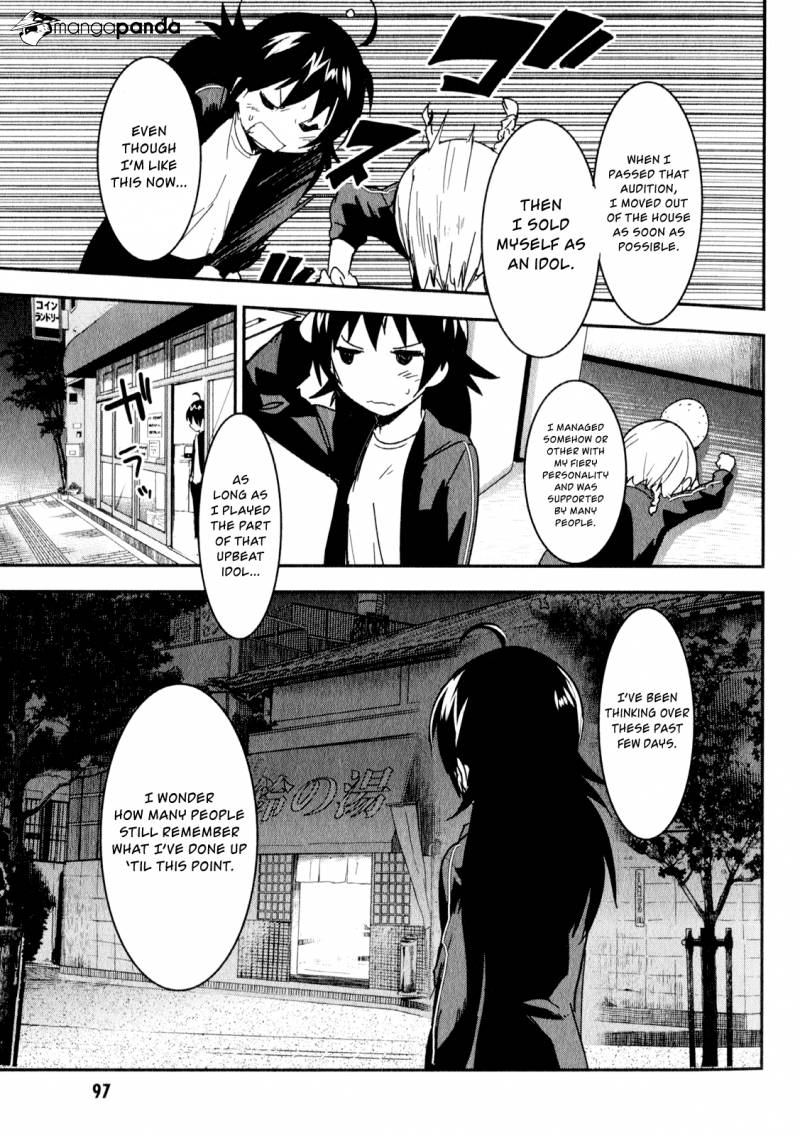 mangapanda
WHEN I
PASSED THAT
AUDITION,
I MOVED OUT
OF THE HOUSE
AS SOON AS
POSSIBLE.
THEN
I SOLD
MYSELF AS
AN IDOL.
EVEN
THOUGH
I'M LIKE
THIS NOW...
I MANAGED
SOMEHOW OR
OTHER WITH
MY FIERY
PERSONALITY
AND WAS
SUPPORTED
BY MANY
PEOPLE.
AS
LONG AS
I PLAYED
THE PART
OF THAT
UPBEAT
IDOL...
コイン
ランドリー
ガラ
I'VE BEEN
THINKING OVER
THESE PAST
FEW DAYS.
I WONDER
HOW MANY PEOPLE
STILL REMEMBER
WHAT I'VE DONE UP
'TIL THIS POINT.
の湯
97